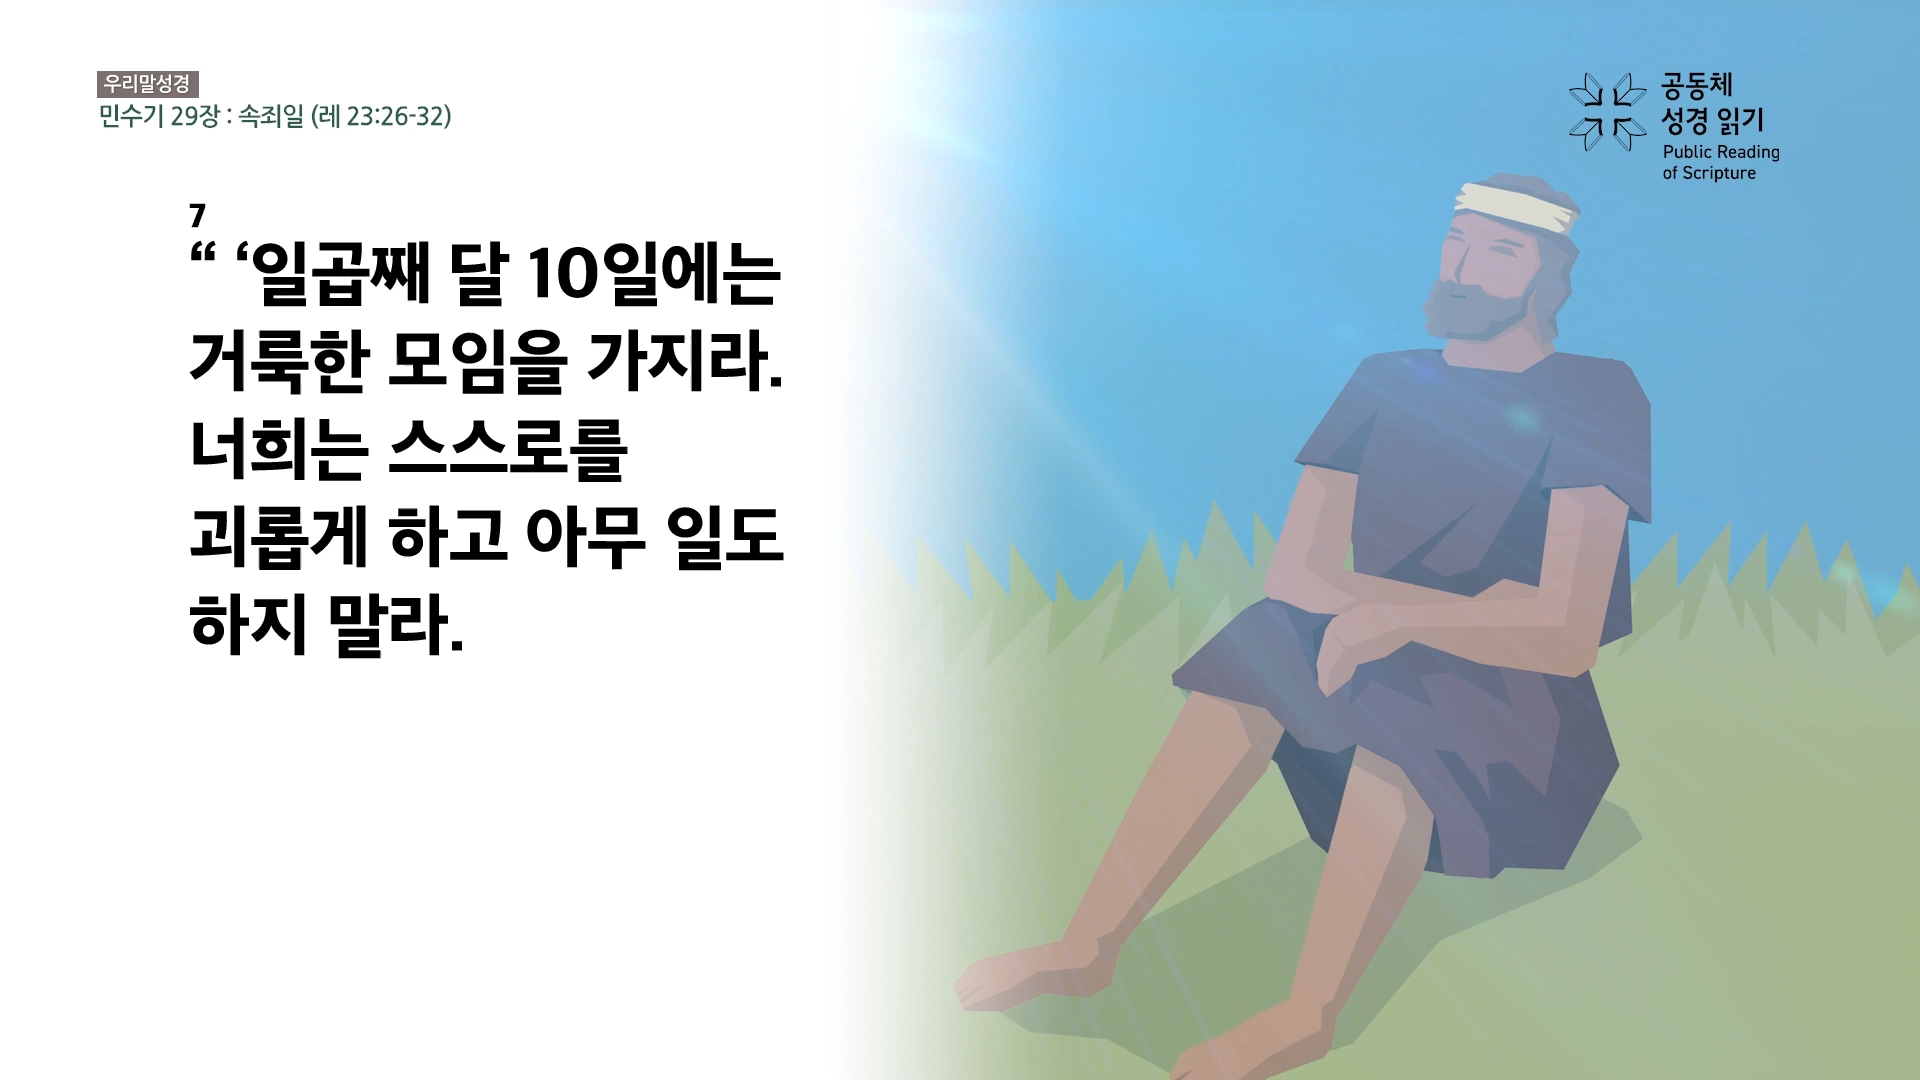 우리말성경
민수기 29장 : 속죄일 (레 23:26-32)
공동체
성경 읽기
Public Reading
of Scripture
7
“ ‘일곱째 달 10일에는
거룩한 모임을 가지라.
너희는 스스로를
괴롭게 하고 아무 일도
하지 말라.